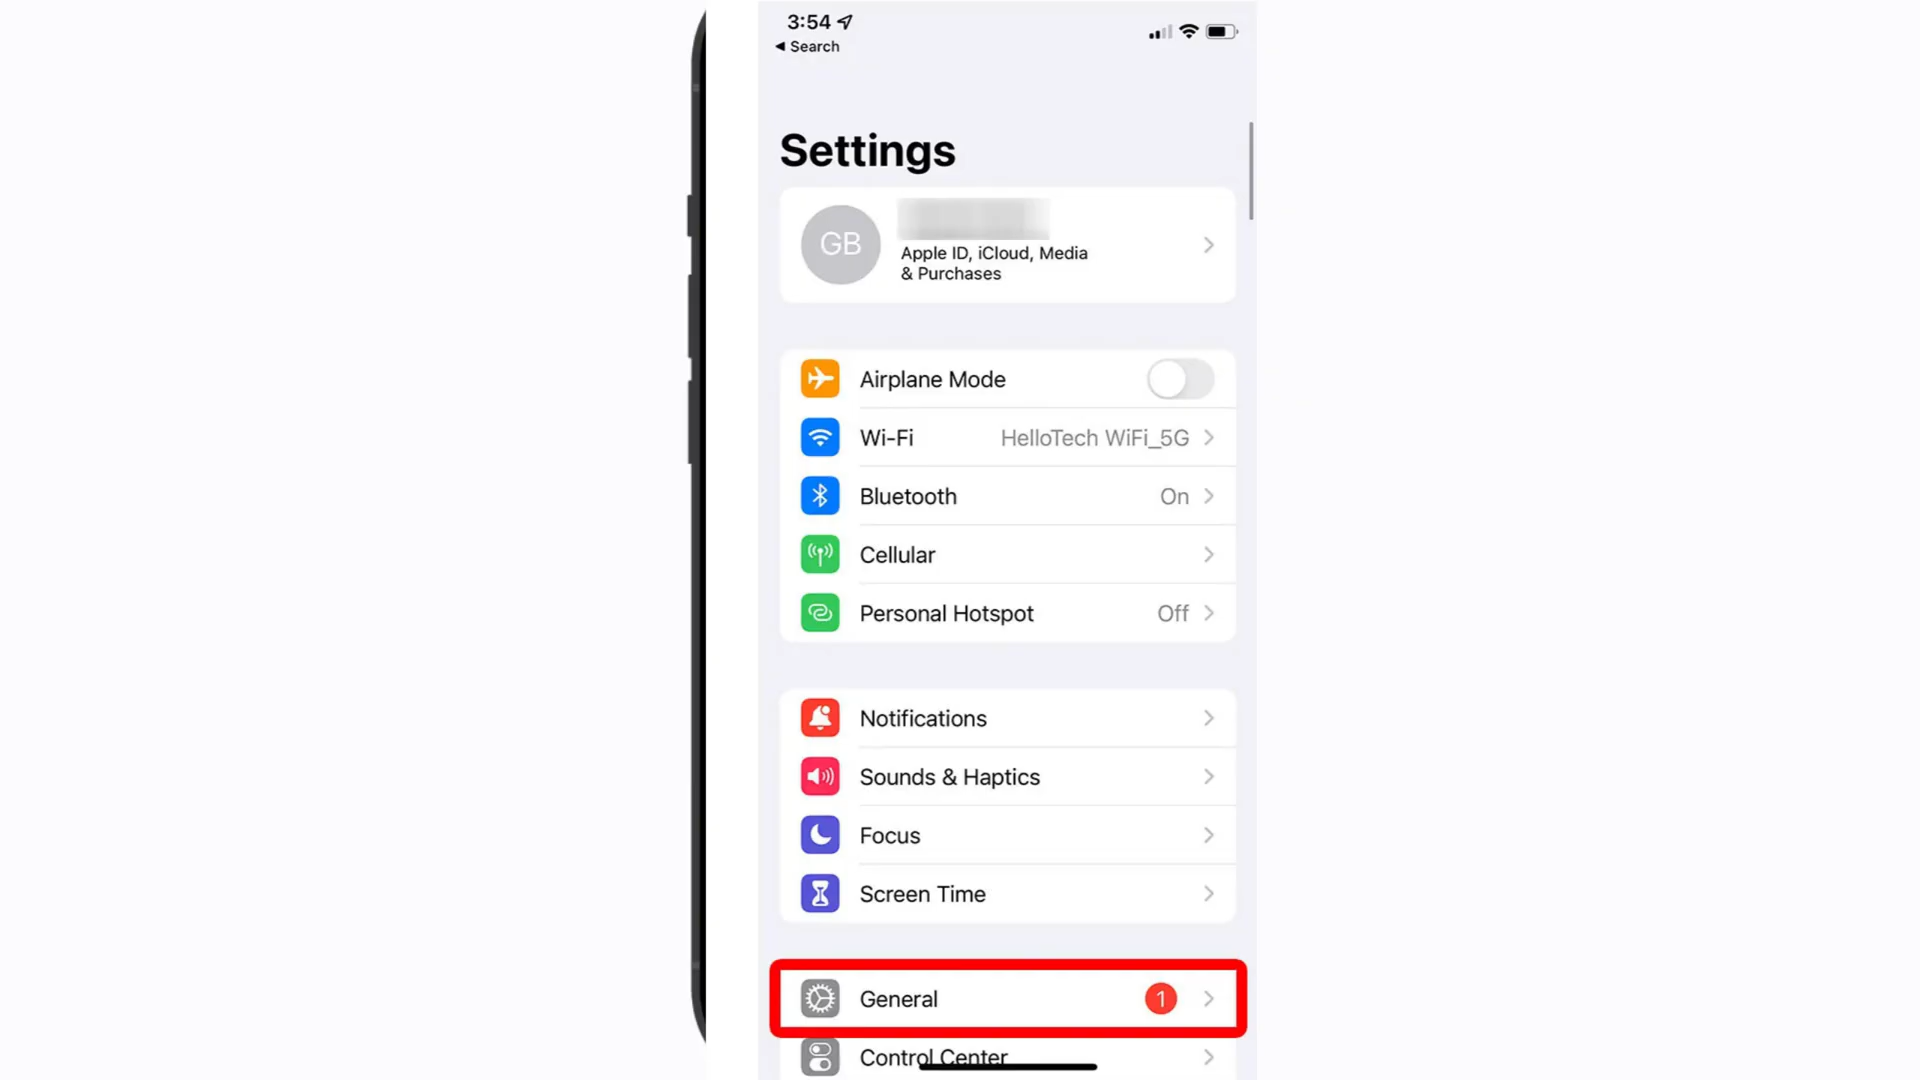 3:54
◀ Search
Settings
GB
Apple ID, iCloud, Media
& Purchases
Airplane Mode
Wi-Fi HelloTech WiFi_5G
Bluetooth On
Cellular
Personal Hotspot Off
Notifications
Sounds & Haptics
Focus
Screen Time
General 1
Control Center